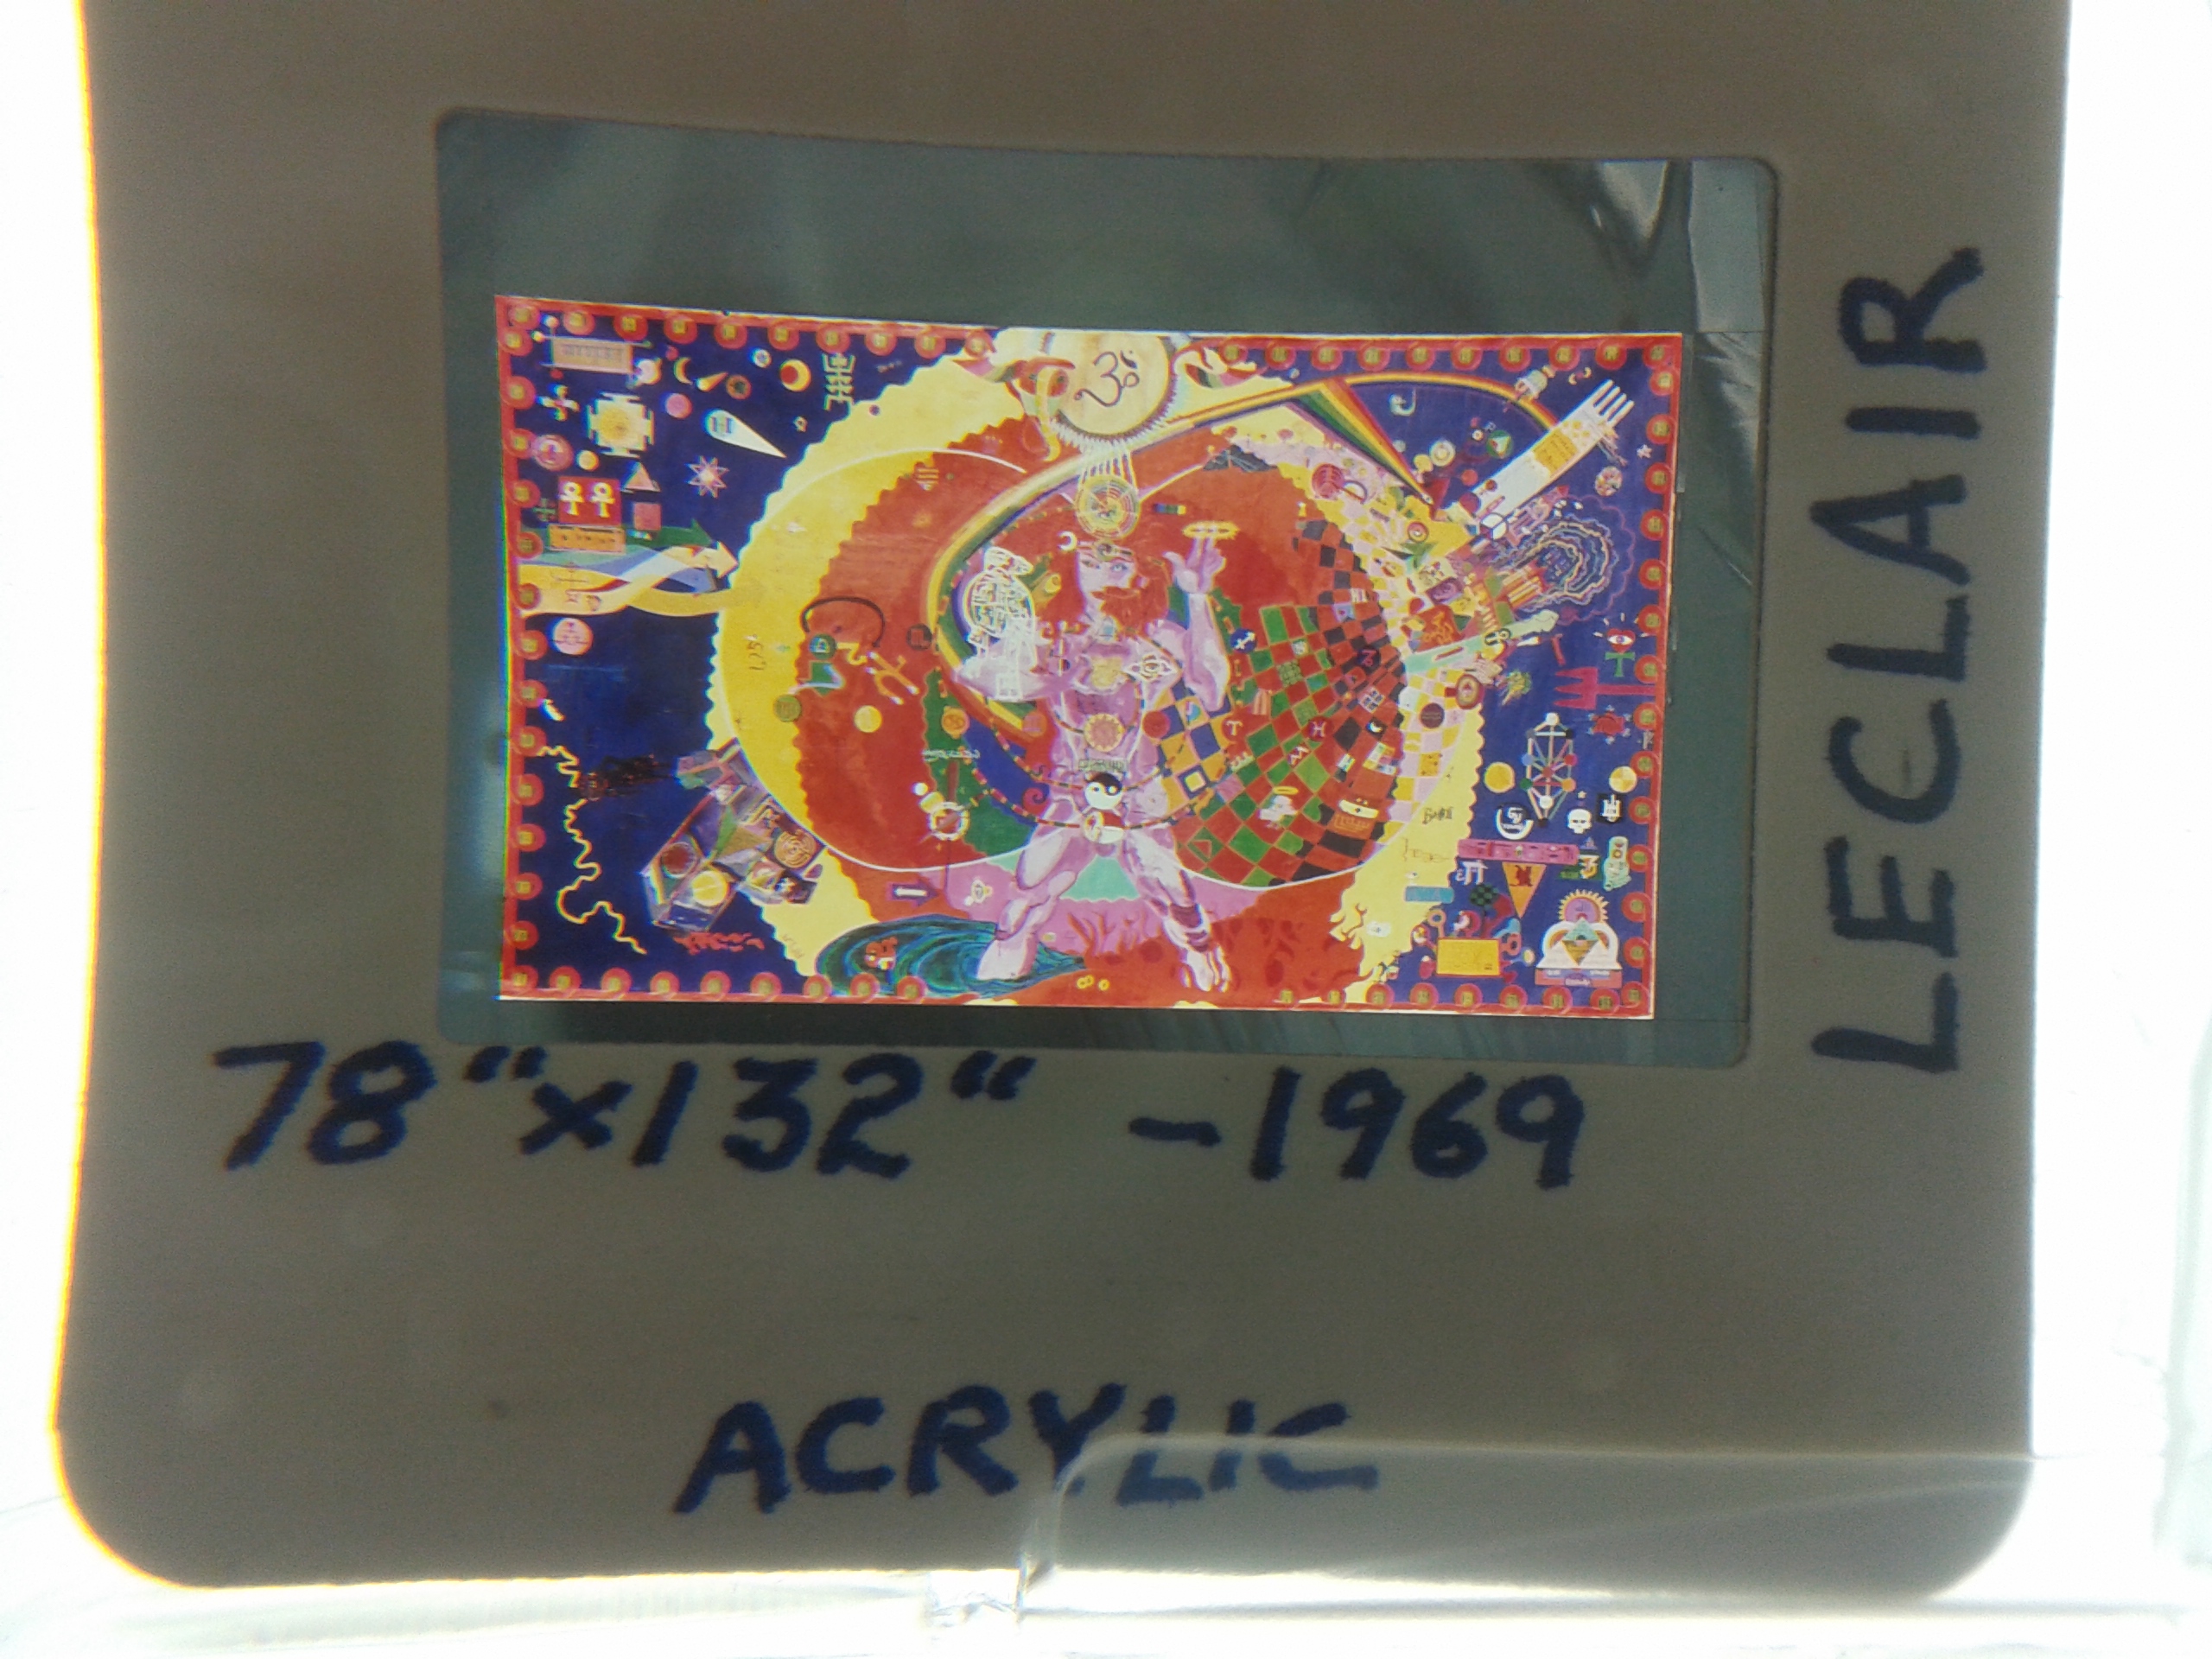 ॐ
78"x132" -1969
ACRYLIC
LECLAIR